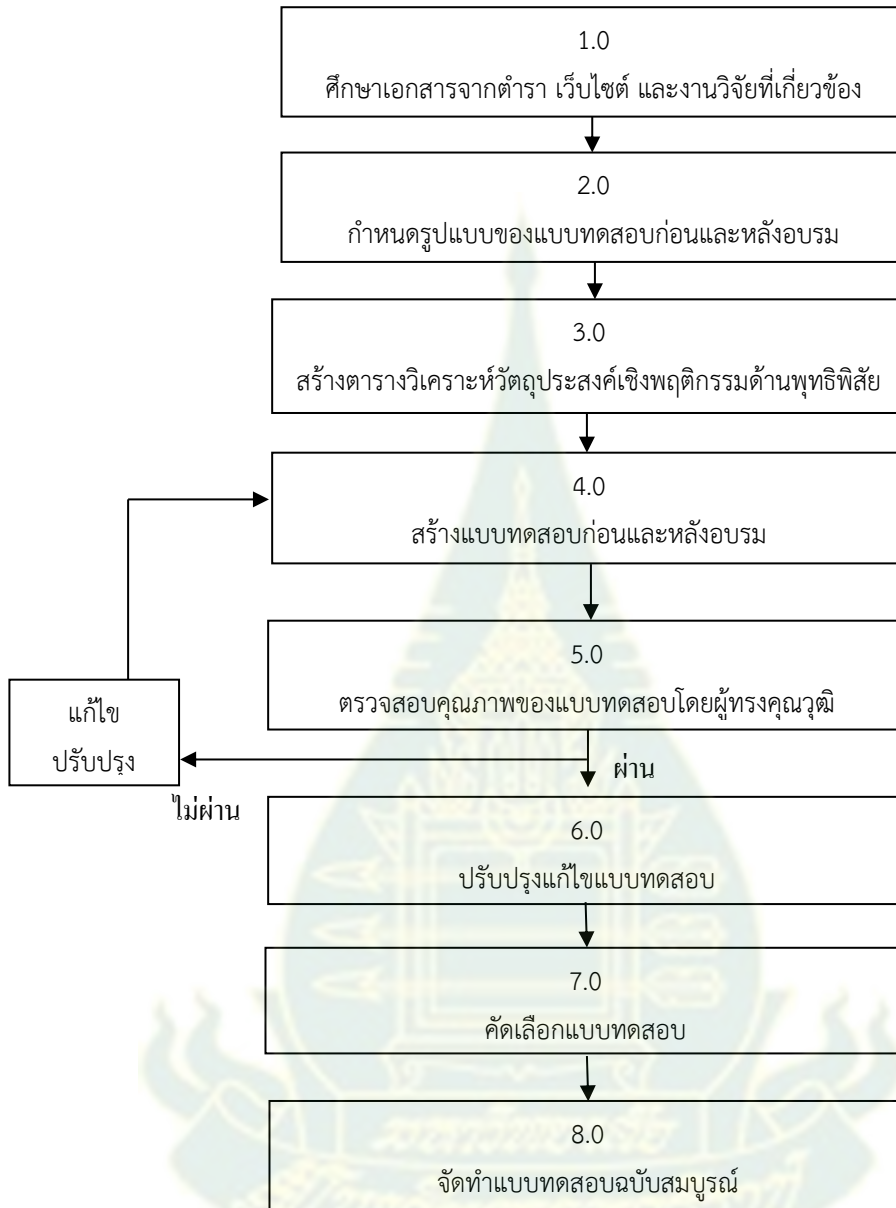 1.0
ศึกษาเอกสารจากตำรา เว็บไซต์ และงานวิจัยที่เกี่ยวข้อง
2.0
กำหนดรูปแบบของแบบทดสอบก่อนและหลังอบรม
3.0
สร้างตารางวิเคราะห์วัตถุประสงค์เชิงพฤติกรรมด้านพุทธิพิสัย
4.0
สร้างแบบทดสอบก่อนและหลังอบรม
5.0
ตรวจสอบคุณภาพของแบบทดสอบโดยผู้ทรงคุณวุฒิ
แก้ไข
ปรับปรุง
ผ่าน
ไม่ผ่าน
6.0
ปรับปรุงแก้ไขแบบทดสอบ
7.0
คัดเลือกแบบทดสอบ
8.0
จัดทำแบบทดสอบฉบับสมบูรณ์